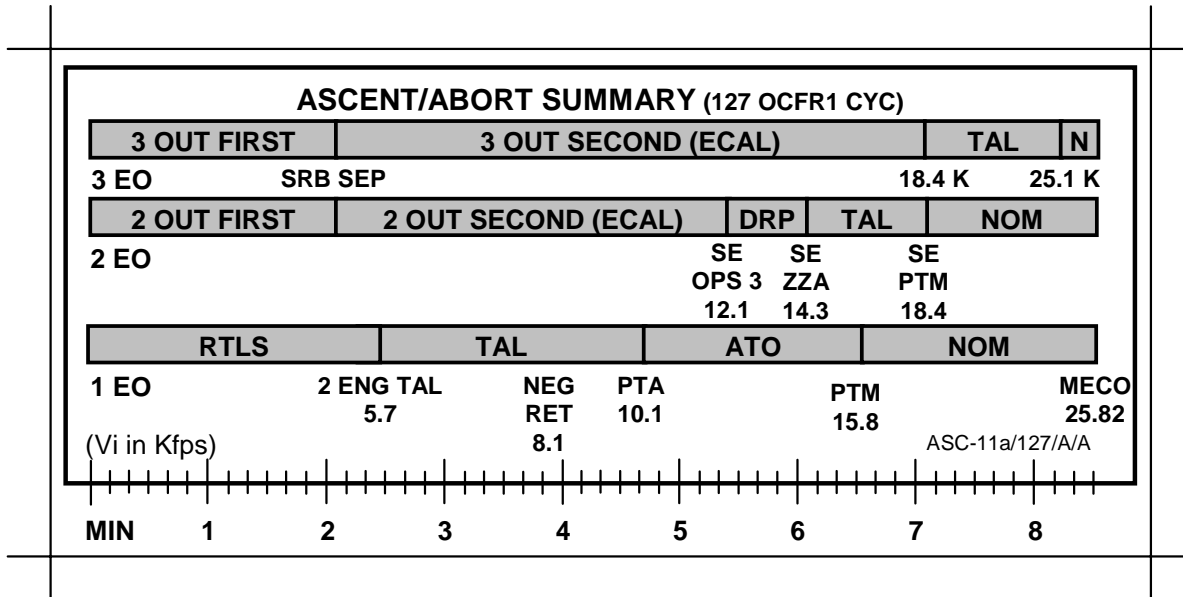 ASCENT/ABORT SUMMARY (127 OCFR1 CYC)
3 OUT FIRST 3 OUT SECOND (ECAL) TAL N
3 EO SRB SEP 18.4 K 25.1 K
2 OUT FIRST 2 OUT SECOND (ECAL) DRP TAL NOM
2 EO SE SE SE
OPS 3 ZZA PTM
12.1 14.3 18.4
RTLS TAL ATO NOM
1 EO 2 ENG TAL NEG PTA PTM MECO
5.7 RET 10.1 15.8 25.82
(Vi in Kfps) 8.1 ASC-11a/127/A/A
MIN 1 2 3 4 5 6 7 8